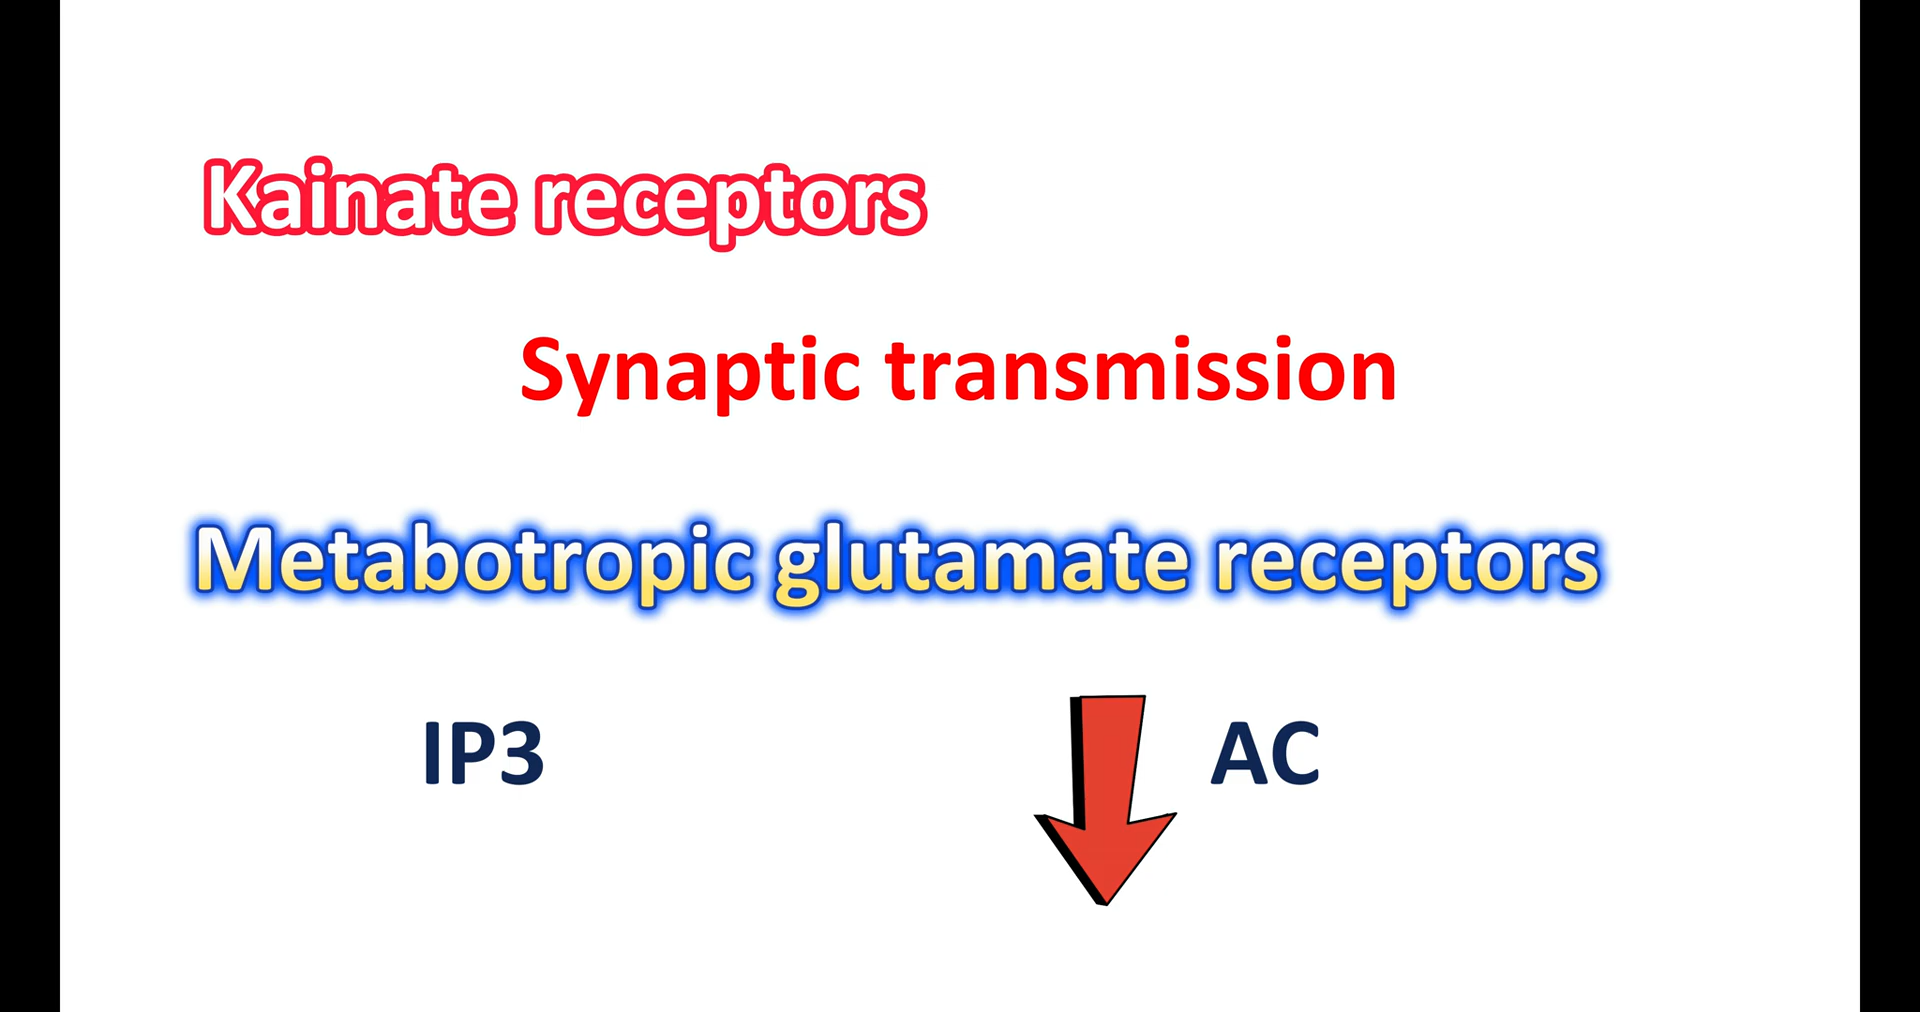 Kainate receptors
Synaptic transmission
Metabotropic glutamate receptors
IP3 AC